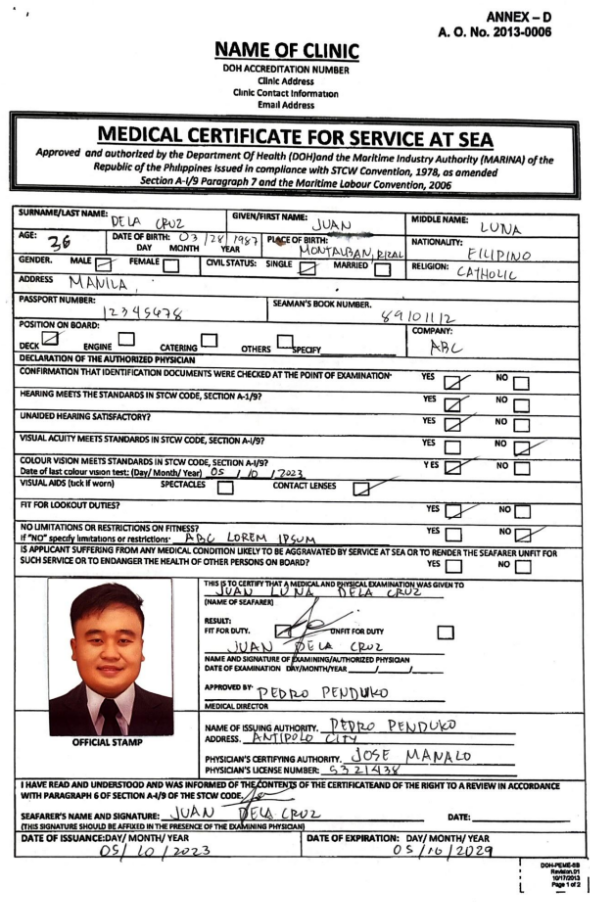 ANNEX – D
A. O. No. 2013-0006
NAME OF CLINIC
DOH ACCREDITATION NUMBER
Clinic Address
Clinic Contact Information
Email Address
MEDICAL CERTIFICATE FOR SERVICE AT SEA
Approved and authorized by the Department Of Health (DOH)and the Maritime Industry Authority (MARINA) of the
Republic of the Philippines issued in compliance with STCW Convention, 1978, as amended
Section A-I/9 Paragraph 7 and the Maritime Labour Convention, 2006
SURNAME/LAST NAME: DELA CRUZ GIVEN/FIRST NAME: JUAN MIDDLE NAME: LUNA
AGE: 36 DATE OF BIRTH: 03 / 28 / 1987 PLACE OF BIRTH: MONTALBAN, RIZAL NATIONALITY: FILIPINO
DAY MONTH YEAR
GENDER. MALE FEMALE CIVIL STATUS: SINGLE MARRIED RELIGION: CATHOLIC
ADDRESS MANILA,
PASSPORT NUMBER: 12345678 SEAMAN'S BOOK NUMBER. 89101112
POSITION ON BOARD: COMPANY: ABC
DECK ENGINE CATERING OTHERS SPECIFY
DECLARATION OF THE AUTHORIZED PHYSICIAN
CONFIRMATION THAT IDENTIFICATION DOCUMENTS WERE CHECKED AT THE POINT OF EXAMINATION- YES NO
HEARING MEETS THE STANDARDS IN STCW CODE, SECTION A-1/9? YES NO
UNAIDED HEARING SATISFACTORY? YES NO
VISUAL ACUITY MEETS STANDARDS IN STCW CODE, SECTION A-I/9? YES NO
COLOUR VISION MEETS STANDARDS IN STCW CODE, SECTION A-I/9? YES NO
Date of last colour vision test: (Day/ Month/ Year) 05 / 10 / 2023
VISUAL AIDS (tick if worn) SPECTACLES CONTACT LENSES
FIT FOR LOOKOUT DUTIES? YES NO
NO LIMITATIONS OR RESTRICTIONS ON FITNESS? YES NO
If "NO" specify limitations or restrictions- ABC LOREM IPSUM
IS APPLICANT SUFFERING FROM ANY MEDICAL CONDITION LIKELY TO BE AGGRAVATED BY SERVICE AT SEA OR TO RENDER THE SEAFARER UNFIT FOR
SUCH SERVICE OR TO ENDANGER THE HEALTH OF OTHER PERSONS ON BOARD? YES NO
THIS IS TO CERTIFY THAT A MEDICAL AND PHYSICAL EXAMINATION WAS GIVEN TO
JUAN LUNA DELA CRUZ
(NAME OF SEAFARER)
RESULT:
FIT FOR DUTY. UNFIT FOR DUTY
JUAN DELA CRUZ
NAME AND SIGNATURE OF EXAMINING/AUTHORIZED PHYSICIAN
DATE OF EXAMINATION DAY/MONTH/YEAR / /
APPROVED BY PEDRO PENDUKO
MEDICAL DIRECTOR
OFFICIAL STAMP
NAME OF ISSUING AUTHORITY. PEDRO PENDUKO
ADDRESS. ANTIPOLO CITY
PHYSICIAN'S CERTIFYING AUTHORITY. JOSE MANALO
PHYSICIAN'S LICENSE NUMBER: 5321438
I HAVE READ AND UNDERSTOOD AND WAS INFORMED OF THE CONTENTS OF THE CERTIFICATEAND OF THE RIGHT TO A REVIEW IN ACCORDANCE
WITH PARAGRAPH 6 OF SECTION A-I/9 OF THE STCW CODE.
SEAFARER'S NAME AND SIGNATURE: JUAN DELA CRUZ DATE:
(THIS SIGNATURE SHOULD BE AFFIXED IN THE PRESENCE OF THE EXAMINING PHYSICIAN)
DATE OF ISSUANCE:DAY/ MONTH/ YEAR DATE OF EXPIRATION: DAY/ MONTH/ YEAR
05/ 10 / 2023 05 / 10 / 2029
DOH-PEME-SB
Revision.01
10/17/2013
Page 1 of 2